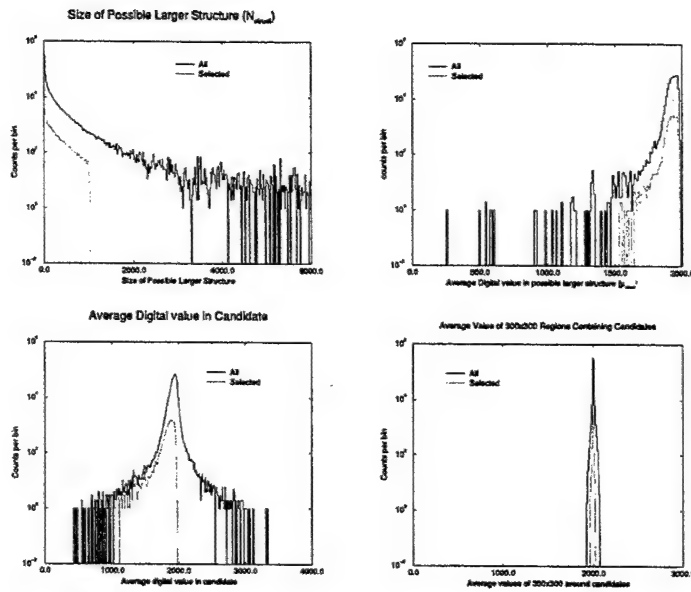 Size of Possible Larger Structure (N_struct)
All
Selected
Counts per bin
0.0 2000.0 4000.0 6000.0
Size of Possible Larger Structure
All
Selected
counts per bin
0.0 500.0 1000.0 1500.0 2000.0
Average Digital value in possible larger structure
Average Digital value in Candidate
All
Selected
Counts per bin
0.0 1000.0 2000.0 3000.0 4000.0
Average digital value in candidate
Average Value of 300x300 Regions Containing Candidates
All
Selected
Counts per bin
0.0 1000.0 2000.0 3000.0
Average values of 300x300 around candidates